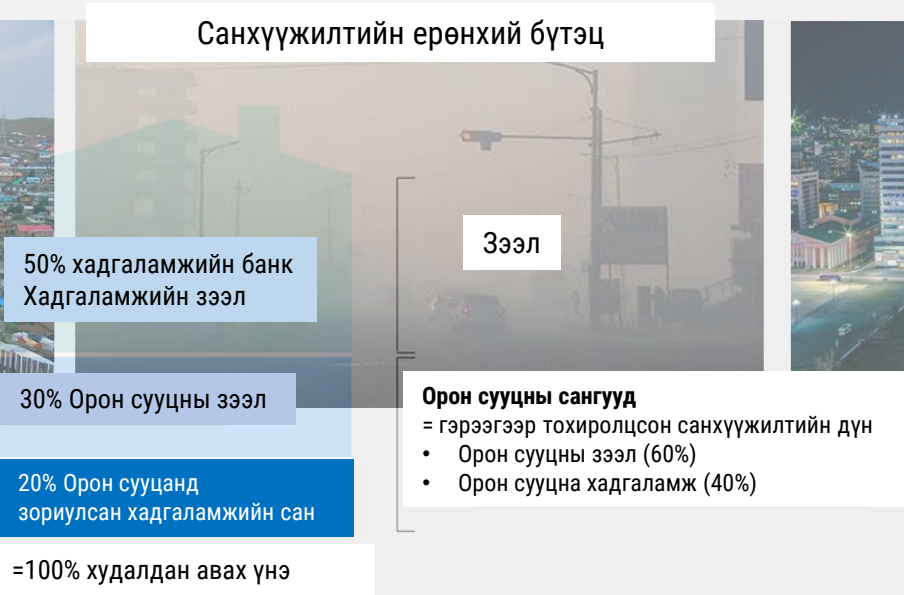 Санхүүжилтийн ерөнхий бүтэц
50% хадгаламжийн банк
Хадгаламжийн зээл
Зээл
30% Орон сууцны зээл
Орон сууцны сангууд
= гэрээгээр тохиролцсон санхүүжилтийн дүн
• Орон сууцны зээл (60%)
• Орон сууцна хадгаламж (40%)
20% Орон сууцанд
зориулсан хадгаламжийн сан
=100% худалдан авах үнэ